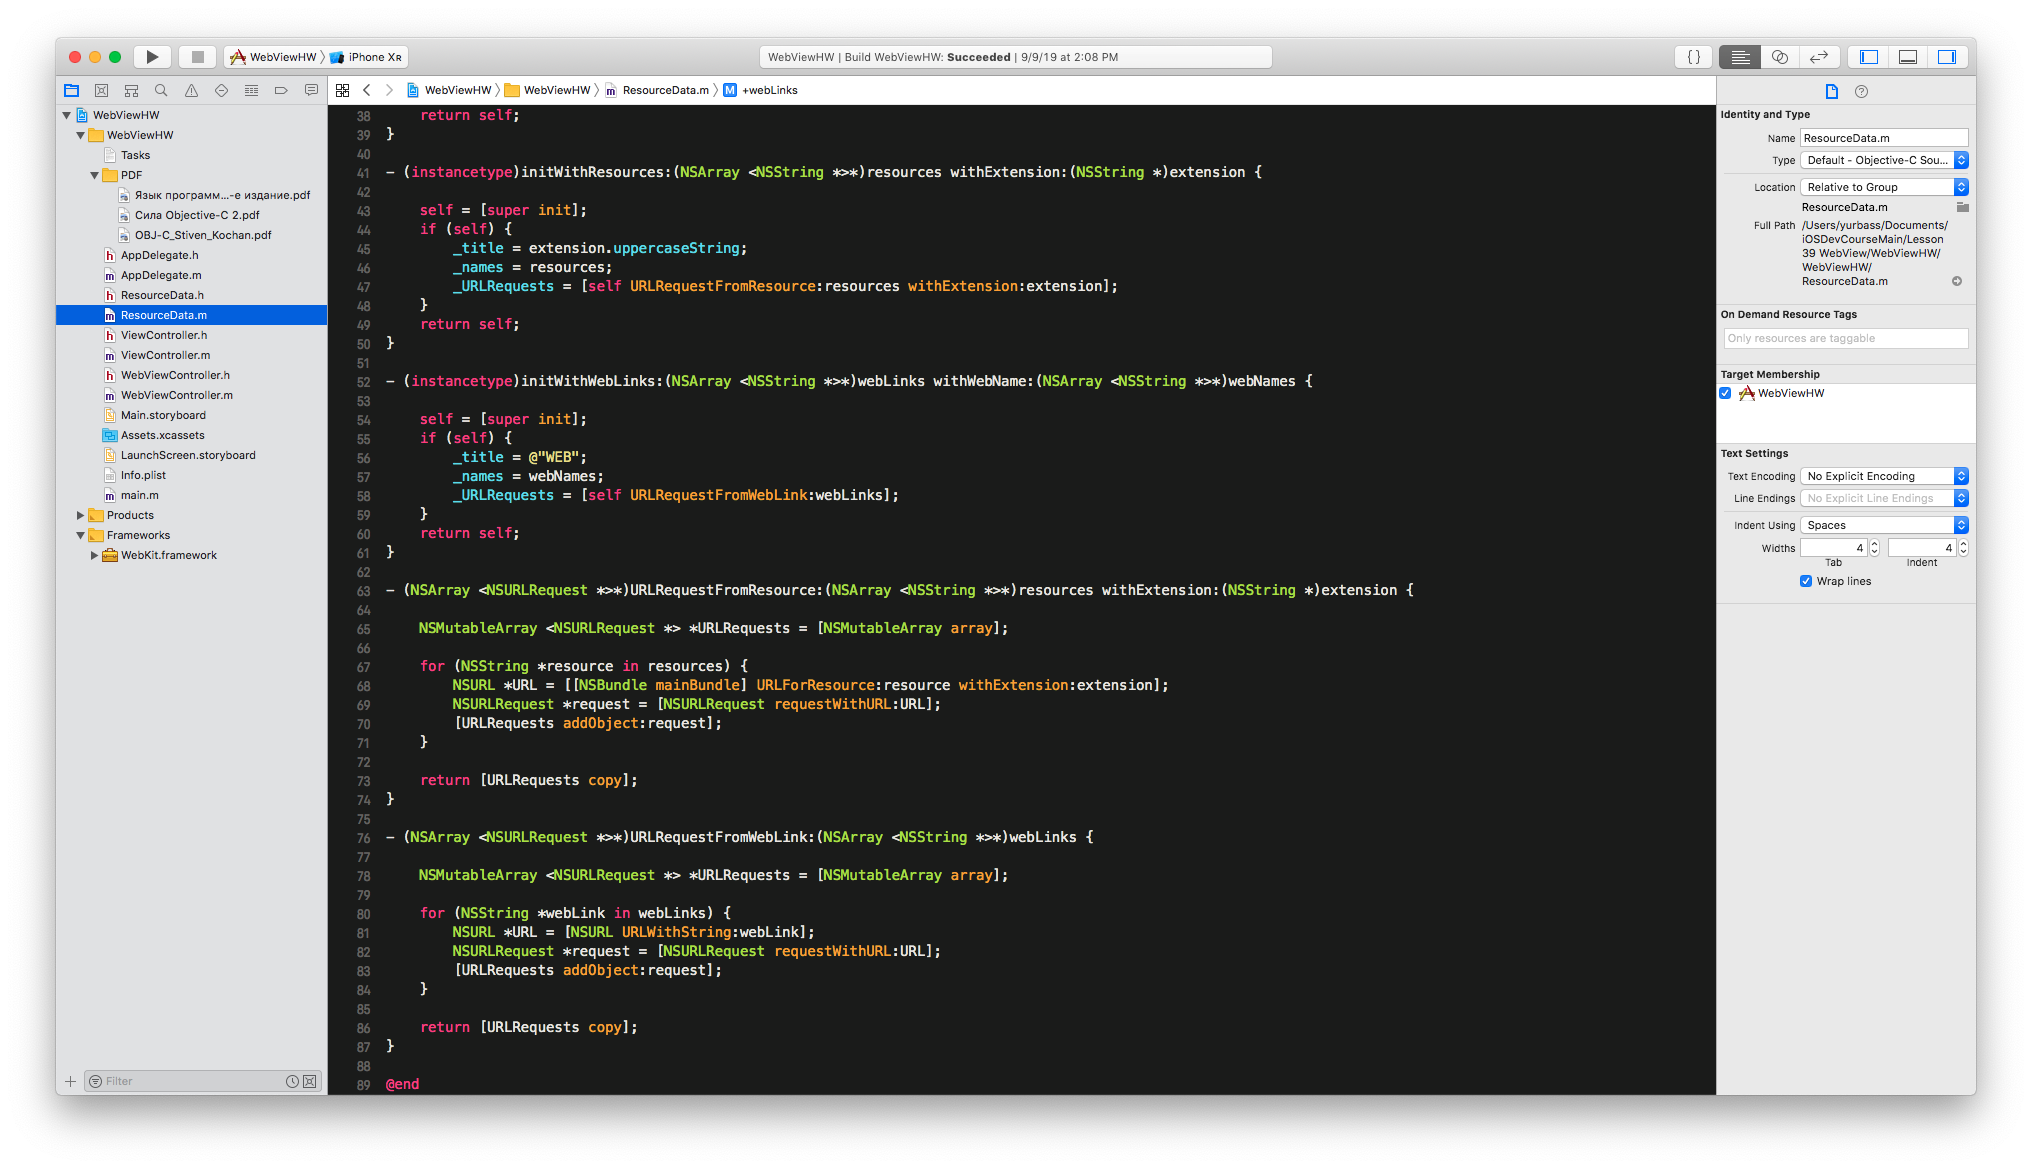 WebViewHW 〉 iPhone XR
WebViewHW | Build WebViewHW: Succeeded | 9/9/19 at 2:08 PM
{ }
WebViewHW 〉 WebViewHW 〉 ResourceData.m 〉 M +webLinks
WebViewHW
WebViewHW
Tasks
PDF
Язык программ...-е издание.pdf
Сила Objective-C 2.pdf
OBJ-C_Stiven_Kochan.pdf
AppDelegate.h
AppDelegate.m
ResourceData.h
ResourceData.m
ViewController.h
ViewController.m
WebViewController.h
WebViewController.m
Main.storyboard
Assets.xcassets
LaunchScreen.storyboard
Info.plist
main.m
Products
Frameworks
WebKit.framework
Filter
38     return self;
39 }
40
41 - (instancetype)initWithResources:(NSArray <NSString *>*)resources withExtension:(NSString *)extension {
42
43     self = [super init];
44     if (self) {
45         _title = extension.uppercaseString;
46         _names = resources;
47         _URLRequests = [self URLRequestFromResource:resources withExtension:extension];
48     }
49     return self;
50 }
51
52 - (instancetype)initWithWebLinks:(NSArray <NSString *>*)webLinks withWebName:(NSArray <NSString *>*)webNames {
53
54     self = [super init];
55     if (self) {
56         _title = @"WEB";
57         _names = webNames;
58         _URLRequests = [self URLRequestFromWebLink:webLinks];
59     }
60     return self;
61 }
62
63 - (NSArray <NSURLRequest *>*)URLRequestFromResource:(NSArray <NSString *>*)resources withExtension:(NSString *)extension {
64
65     NSMutableArray <NSURLRequest *> *URLRequests = [NSMutableArray array];
66
67     for (NSString *resource in resources) {
68         NSURL *URL = [[NSBundle mainBundle] URLForResource:resource withExtension:extension];
69         NSURLRequest *request = [NSURLRequest requestWithURL:URL];
70         [URLRequests addObject:request];
71     }
72
73     return [URLRequests copy];
74 }
75
76 - (NSArray <NSURLRequest *>*)URLRequestFromWebLink:(NSArray <NSString *>*)webLinks {
77
78     NSMutableArray <NSURLRequest *> *URLRequests = [NSMutableArray array];
79
80     for (NSString *webLink in webLinks) {
81         NSURL *URL = [NSURL URLWithString:webLink];
82         NSURLRequest *request = [NSURLRequest requestWithURL:URL];
83         [URLRequests addObject:request];
84     }
85
86     return [URLRequests copy];
87 }
88
89 @end
Identity and Type
Name ResourceData.m
Type Default - Objective-C Sou...
Location Relative to Group
ResourceData.m
Full Path /Users/yurbass/Documents/
iOSDevCourseMain/Lesson
39 WebView/WebViewHW/
WebViewHW/
ResourceData.m
On Demand Resource Tags
Only resources are taggable
Target Membership
WebViewHW
Text Settings
Text Encoding No Explicit Encoding
Line Endings No Explicit Line Endings
Indent Using Spaces
Widths 4 4
Tab Indent
Wrap lines